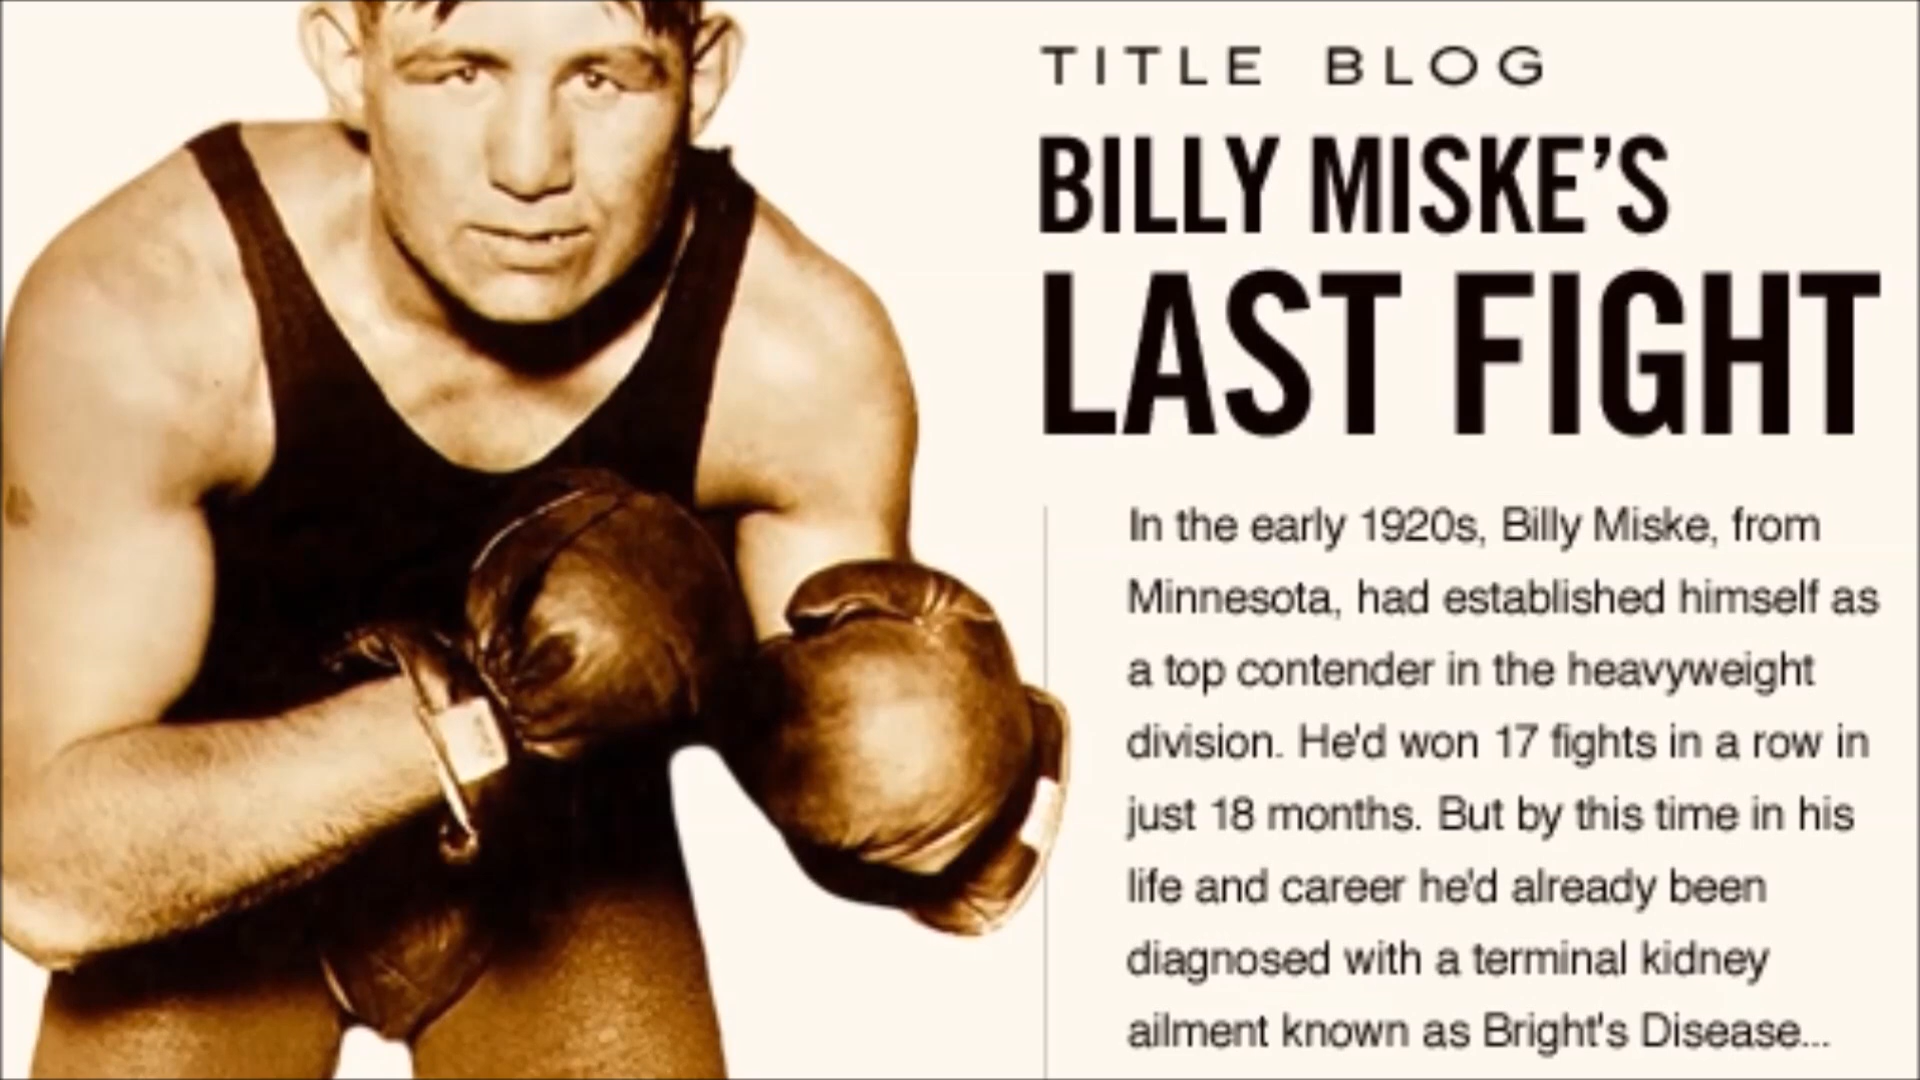 TITLE BLOG
BILLY MISKE'S
LAST FIGHT
In the early 1920s, Billy Miske, from
Minnesota, had established himself as
a top contender in the heavyweight
division. He'd won 17 fights in a row in
just 18 months. But by this time in his
life and career he'd already been
diagnosed with a terminal kidney
ailment known as Bright's Disease...